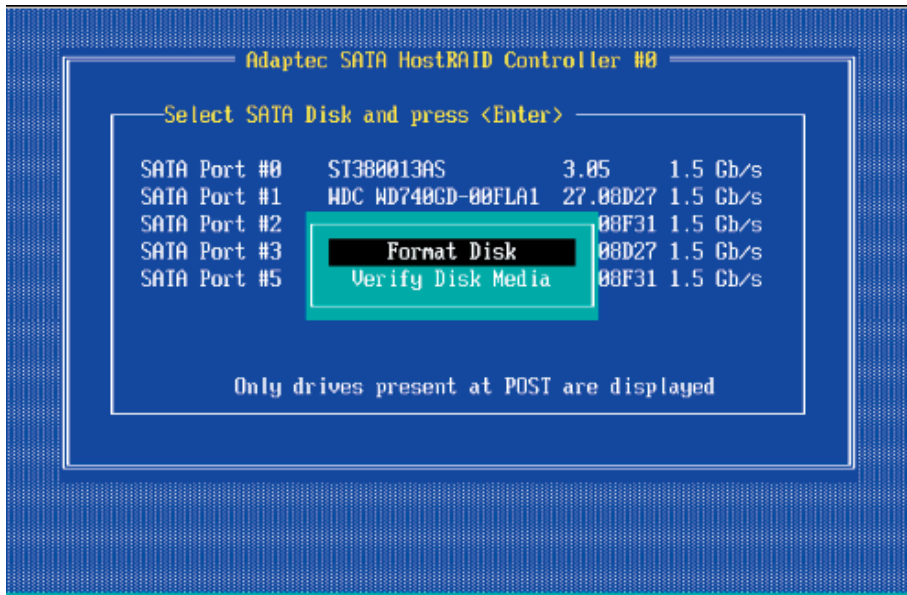 Adaptec SATA HostRAID Controller #0
Select SATA Disk and press <Enter>
SATA Port #0 ST380013AS 3.05 1.5 Gb/s
SATA Port #1 WDC WD740GD-00FLA1 27.08D27 1.5 Gb/s
SATA Port #2 08F31 1.5 Gb/s
SATA Port #3 Format Disk 08D27 1.5 Gb/s
SATA Port #5 Verify Disk Media 08F31 1.5 Gb/s
Only drives present at POST are displayed